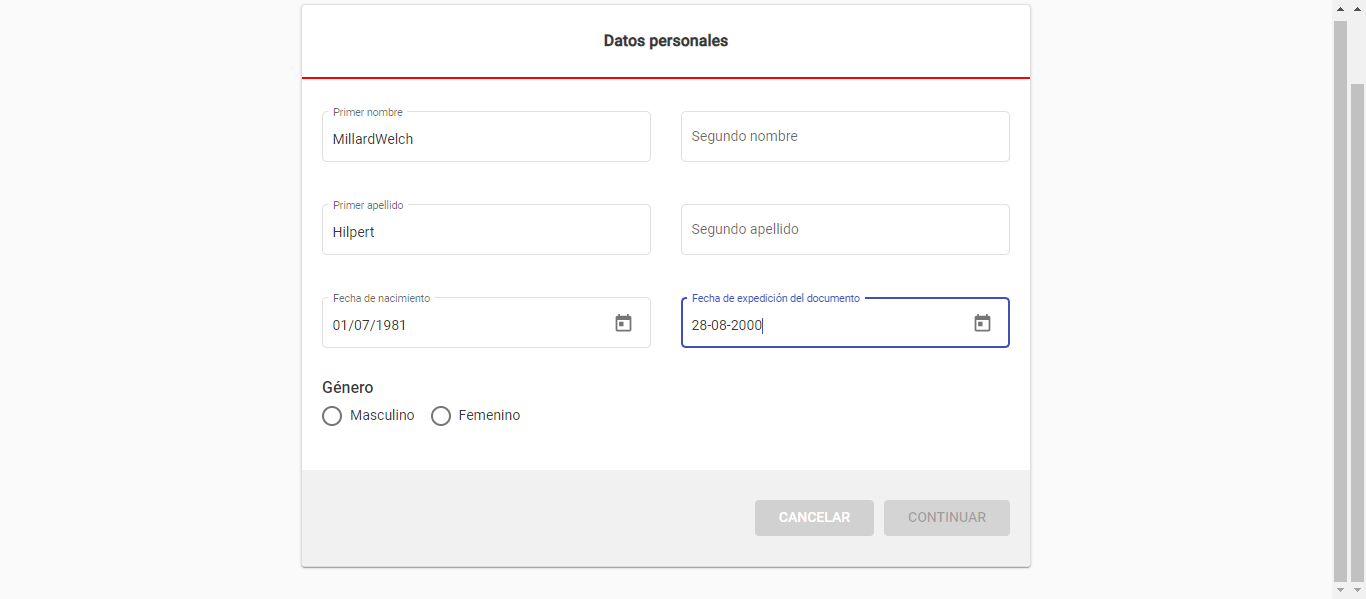 Datos personales
Primer nombre
MillardWelch
Segundo nombre
Primer apellido
Hilpert
Segundo apellido
Fecha de nacimiento
01/07/1981
Fecha de expedición del documento
28-08-2000
Género
Masculino Femenino
CANCELAR CONTINUAR